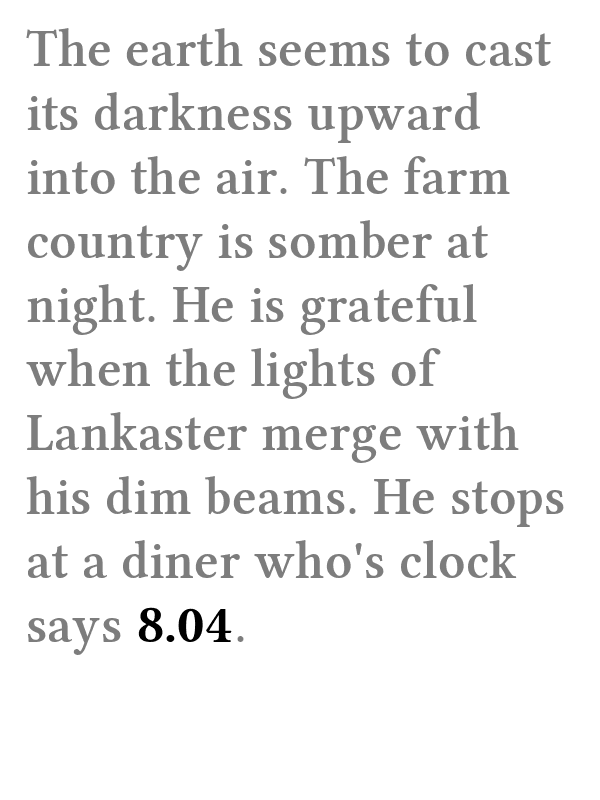 The earth seems to cast
its darkness upward
into the air. The farm
country is somber at
night. He is grateful
when the lights of
Lankaster merge with
his dim beams. He stops
at a diner who's clock
says 8.04.